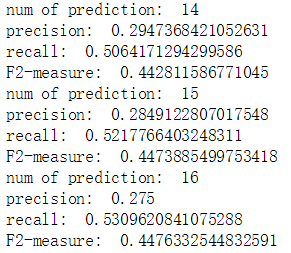 num of prediction:  14
precision:  0.2947368421052631
recall:  0.5064171294299586
F2-measure:  0.442811586771045
num of prediction:  15
precision:  0.2849122807017548
recall:  0.5217766403248311
F2-measure:  0.4473885499753418
num of prediction:  16
precision:  0.275
recall:  0.5309620841075288
F2-measure:  0.4476332544832591